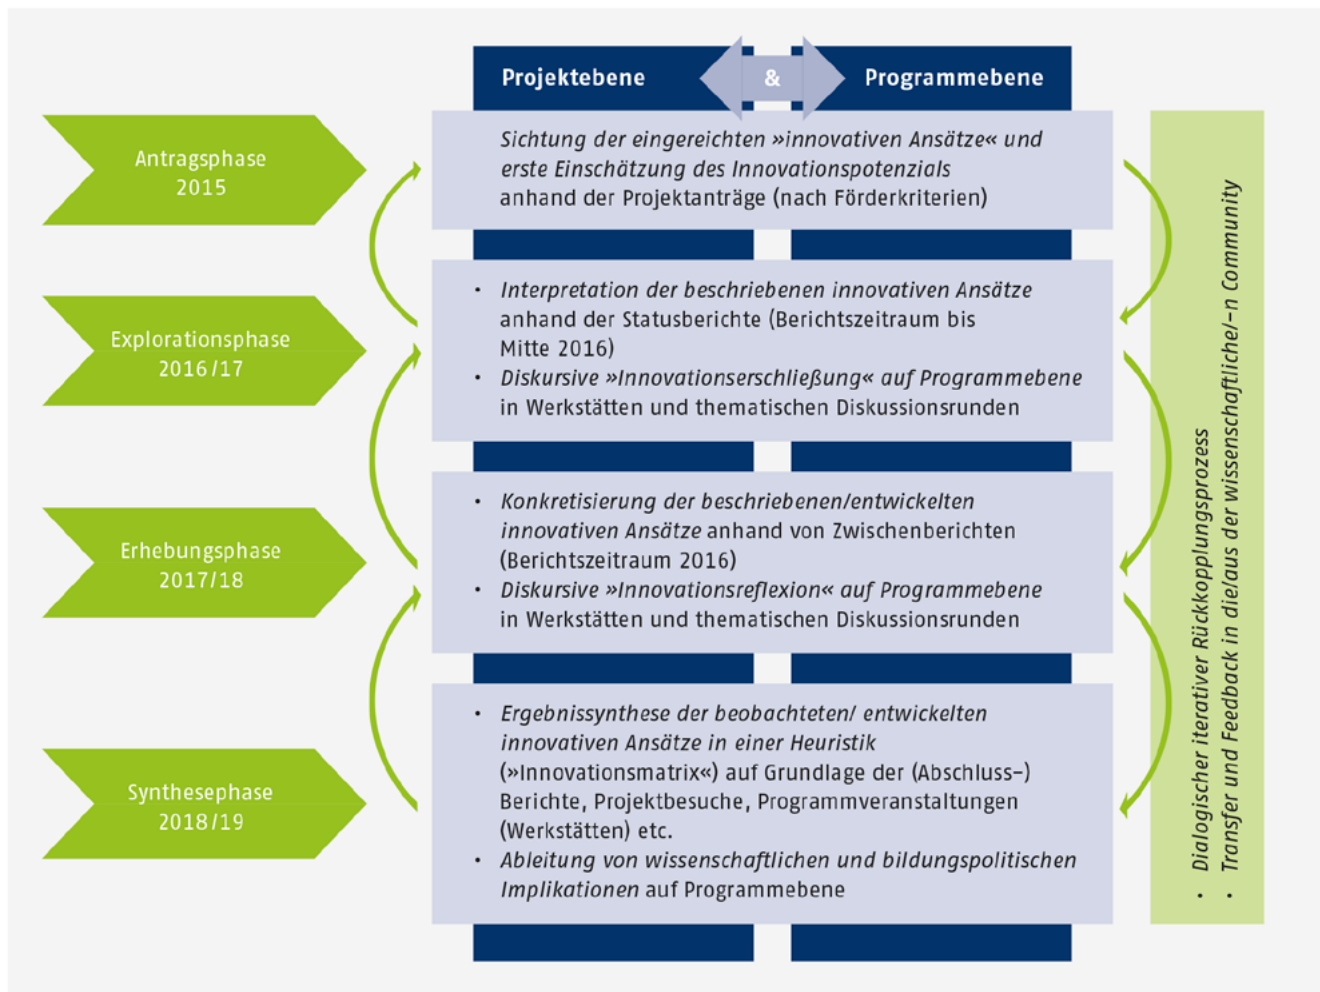 Projektebene & Programmebene
Antragsphase
2015
Sichtung der eingereichten »innovativen Ansätze« und
erste Einschätzung des Innovationspotenzials
anhand der Projektanträge (nach Förderkriterien)
Explorationsphase
2016/17
• Interpretation der beschriebenen innovativen Ansätze
anhand der Statusberichte (Berichtszeitraum bis
Mitte 2016)
• Diskursive »Innovationserschließung« auf Programmebene
in Werkstätten und thematischen Diskussionsrunden
Erhebungsphase
2017/18
• Konkretisierung der beschriebenen/entwickelten
innovativen Ansätze anhand von Zwischenberichten
(Berichtszeitraum 2016)
• Diskursive »Innovationsreflexion« auf Programmebene
in Werkstätten und thematischen Diskussionsrunden
Synthesephase
2018/19
• Ergebnissynthese der beobachteten/ entwickelten
innovativen Ansätze in einer Heuristik
(»Innovationsmatrix«) auf Grundlage der (Abschluss-)
Berichte, Projektbesuche, Programmveranstaltungen
(Werkstätten) etc.
• Ableitung von wissenschaftlichen und bildungspolitischen
Implikationen auf Programmebene
• Dialogischer iterativer Rückkopplungsprozess
• Transfer und Feedback in die/aus der wissenschaftliche/-n Community